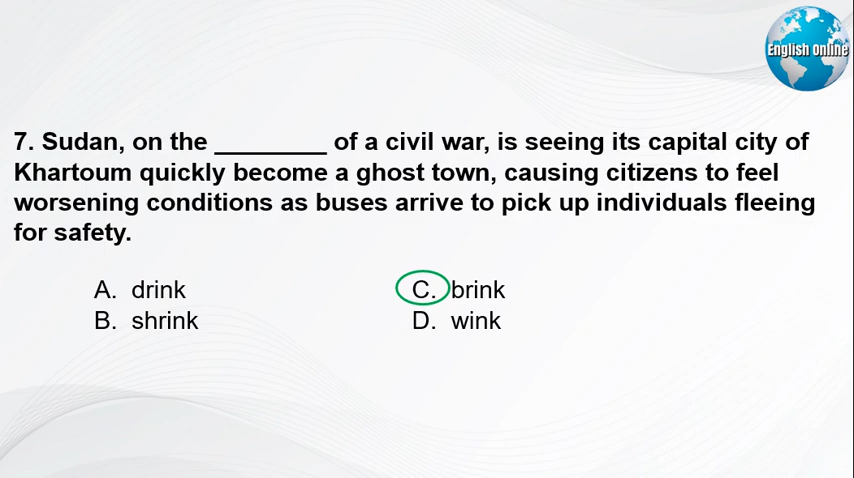 English Online
7. Sudan, on the ________ of a civil war, is seeing its capital city of
Khartoum quickly become a ghost town, causing citizens to feel
worsening conditions as buses arrive to pick up individuals fleeing
for safety.
A. drink
B. shrink
C. brink
D. wink